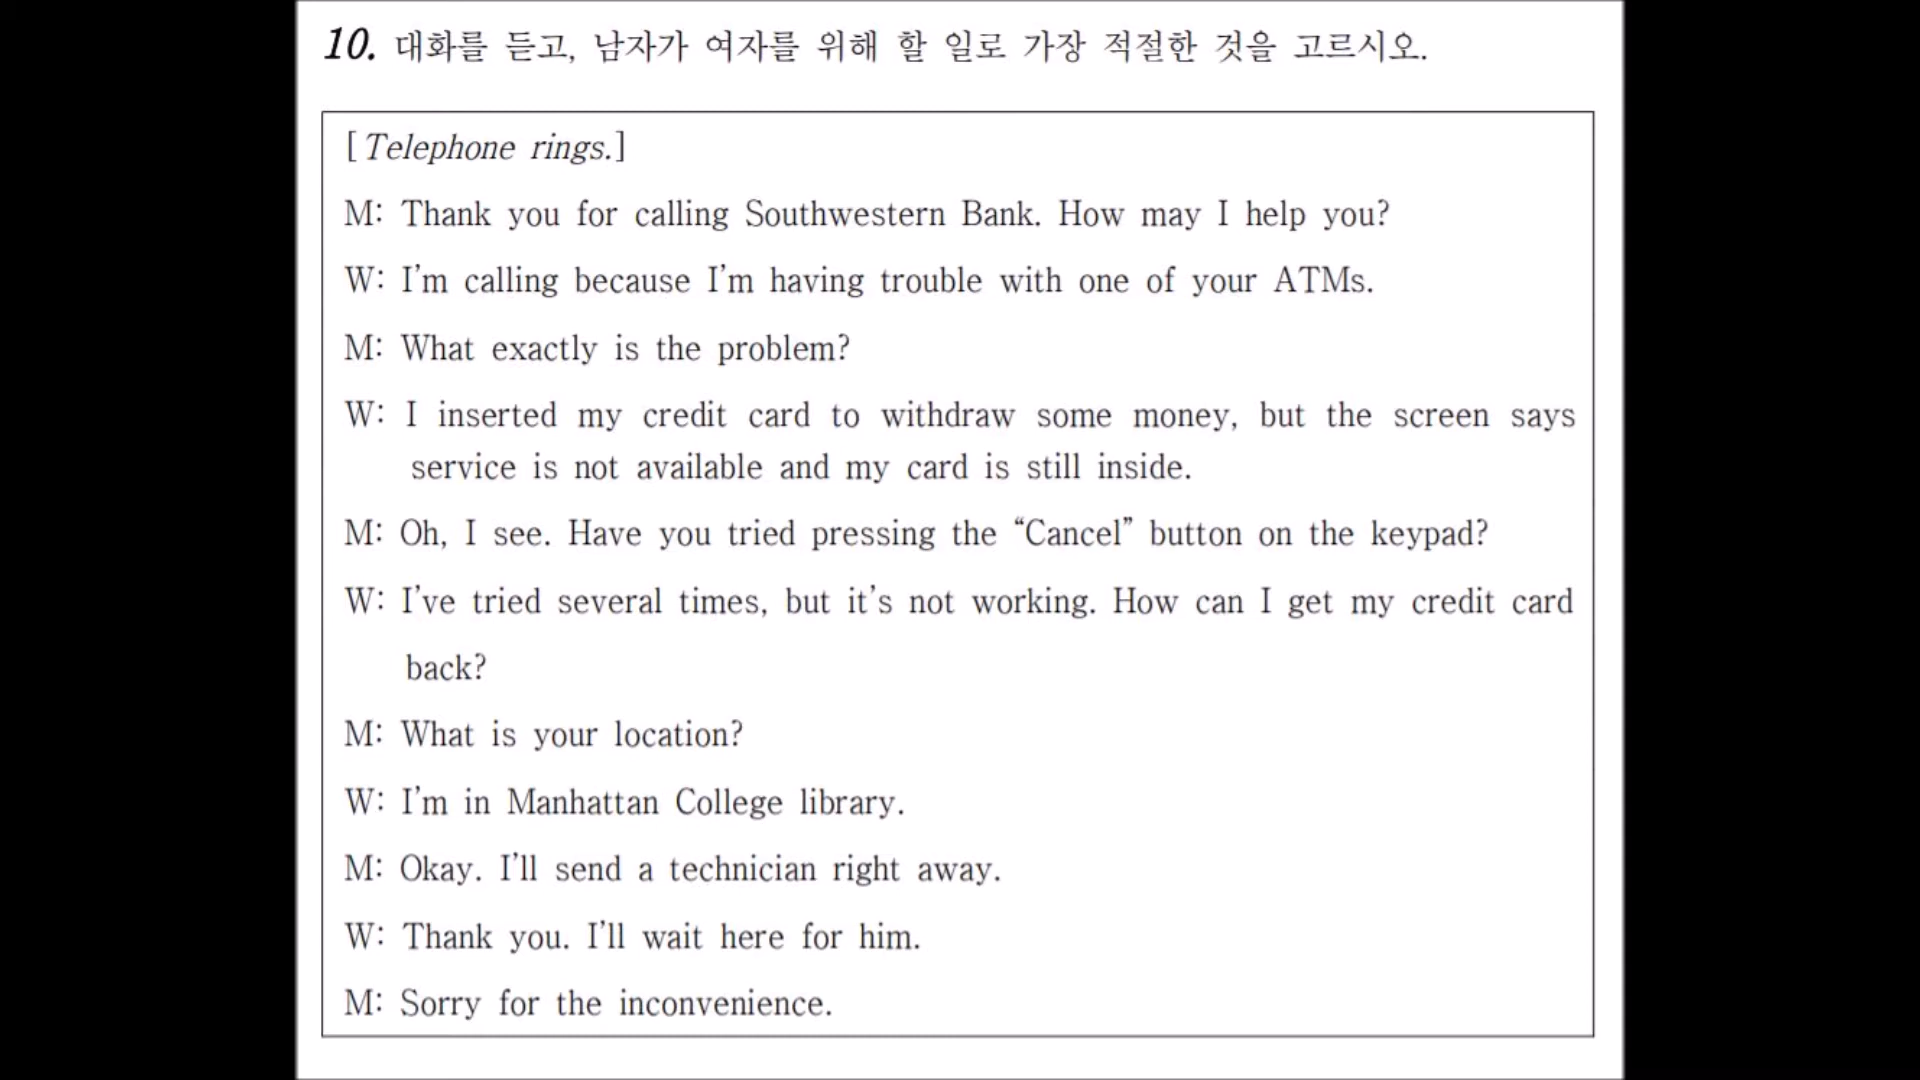 10. 대화를 듣고, 남자가 여자를 위해 할 일로 가장 적절한 것을 고르시오.
[Telephone rings.]
M: Thank you for calling Southwestern Bank. How may I help you?
W: I'm calling because I'm having trouble with one of your ATMs.
M: What exactly is the problem?
W: I inserted my credit card to withdraw some money, but the screen says
service is not available and my card is still inside.
M: Oh, I see. Have you tried pressing the “Cancel” button on the keypad?
W: I've tried several times, but it's not working. How can I get my credit card
back?
M: What is your location?
W: I'm in Manhattan College library.
M: Okay. I'll send a technician right away.
W: Thank you. I'll wait here for him.
M: Sorry for the inconvenience.